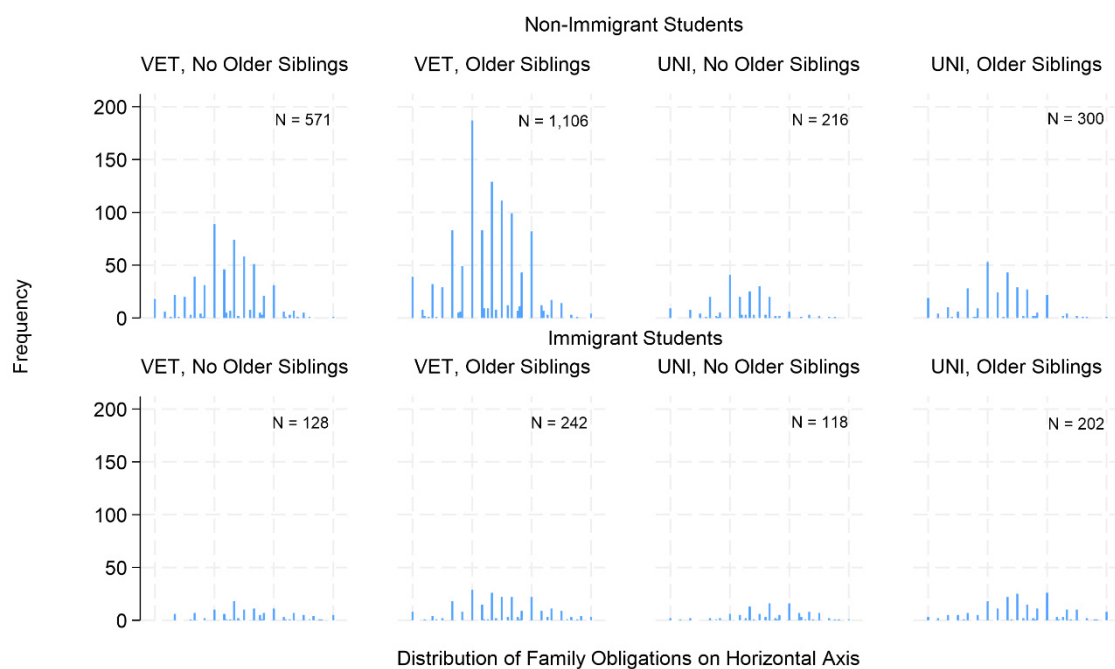 Non-Immigrant Students
VET, No Older Siblings
VET, Older Siblings
UNI, No Older Siblings
UNI, Older Siblings
200
150
100
50
0
N = 571
N = 1,106
N = 216
N = 300
Frequency
Immigrant Students
VET, No Older Siblings
VET, Older Siblings
UNI, No Older Siblings
UNI, Older Siblings
200
150
100
50
0
N = 128
N = 242
N = 118
N = 202
Distribution of Family Obligations on Horizontal Axis